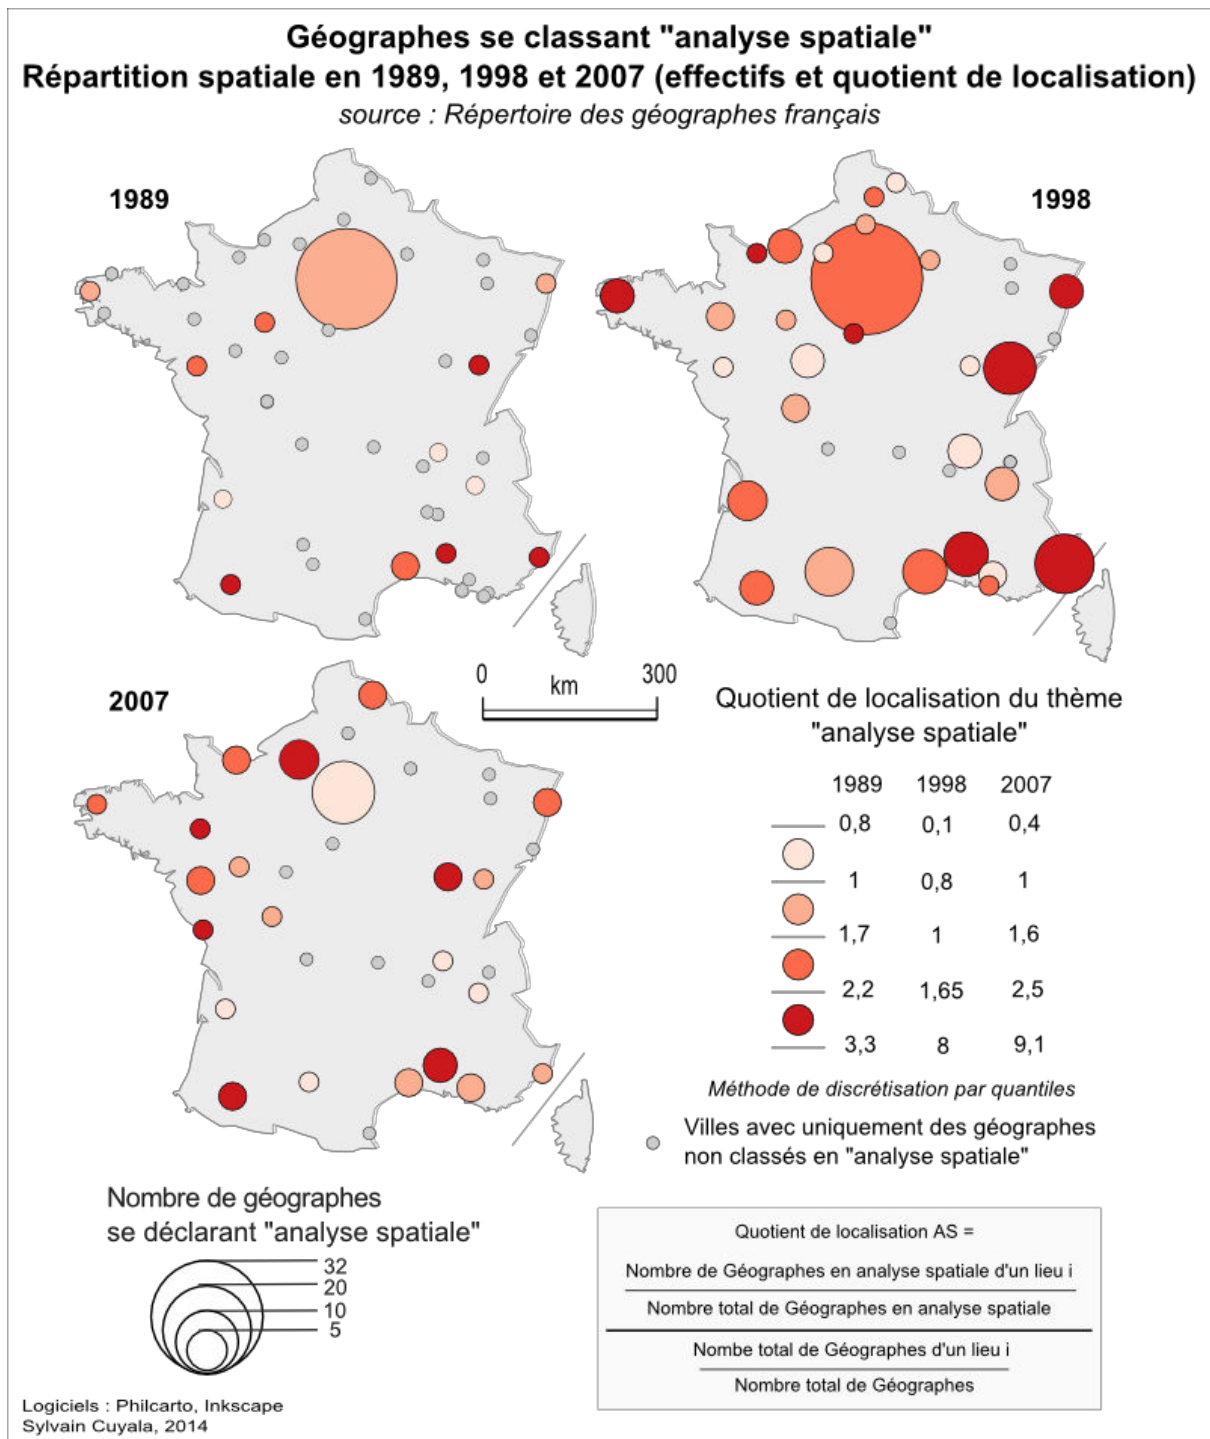 Géographes se classant "analyse spatiale"
Répartition spatiale en 1989, 1998 et 2007 (effectifs et quotient de localisation)
source : Répertoire des géographes français
1989
1998
2007
0 300
km
Quotient de localisation du thème
"analyse spatiale"
1989 1998 2007
0,8 0,1 0,4
1 0,8 1
1,7 1 1,6
2,2 1,65 2,5
3,3 8 9,1
Méthode de discrétisation par quantiles
Villes avec uniquement des géographes
non classés en "analyse spatiale"
Nombre de géographes
se déclarant "analyse spatiale"
32
20
10
5
Quotient de localisation AS =
Nombre de Géographes en analyse spatiale d'un lieu i
Nombre total de Géographes en analyse spatiale
Nombe total de Géographes d'un lieu i
Nombre total de Géographes
Logiciels : Philcarto, Inkscape
Sylvain Cuyala, 2014